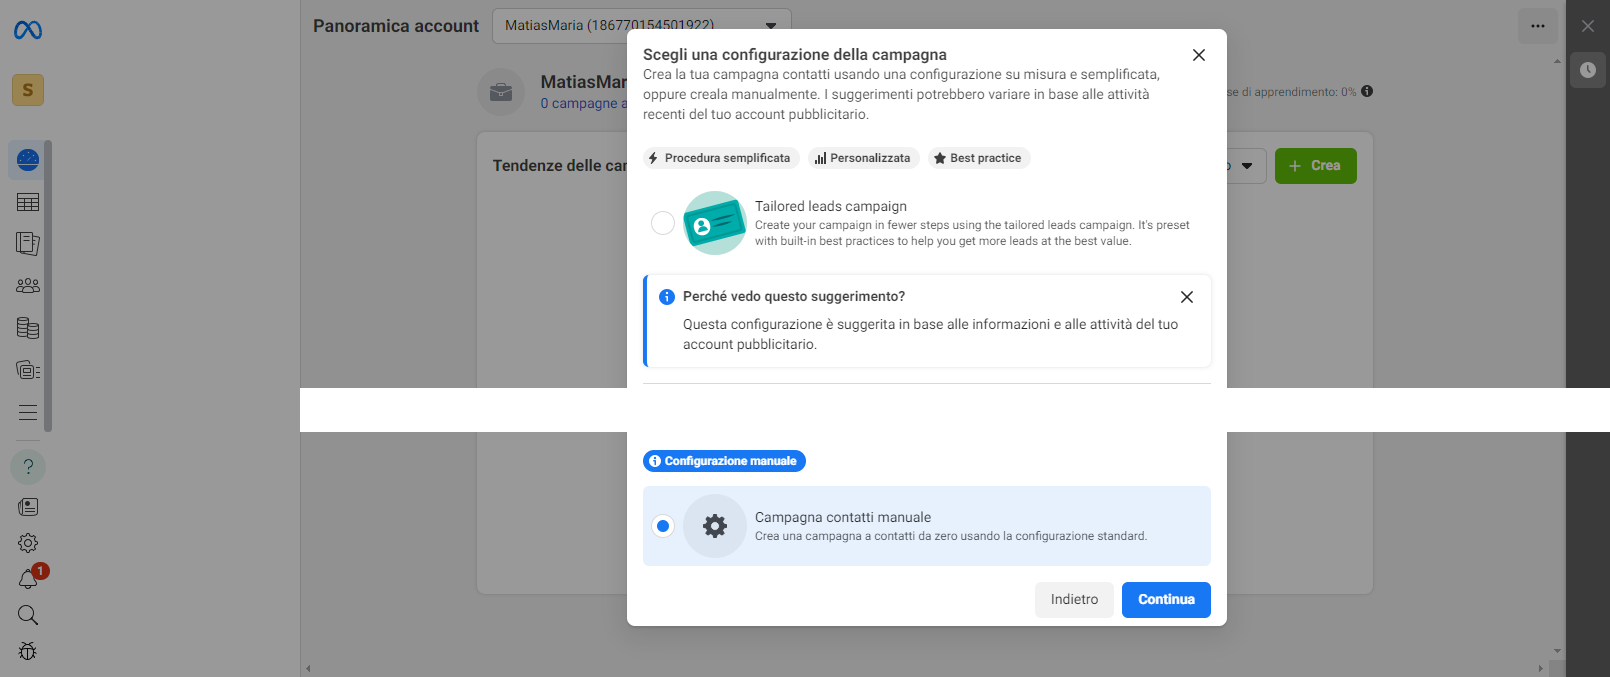 Panoramica account
MatiasMaria (186770154501922)
S
MatiasMar
0 campagne a
se di apprendimento: 0%
Tendenze delle car
Crea
Scegli una configurazione della campagna
Crea la tua campagna contatti usando una configurazione su misura e semplificata,
oppure creala manualmente. I suggerimenti potrebbero variare in base alle attività
recenti del tuo account pubblicitario.
Procedura semplificata
Personalizzata
Best practice
Tailored leads campaign
Create your campaign in fewer steps using the tailored leads campaign. It's preset
with built-in best practices to help you get more leads at the best value.
Perché vedo questo suggerimento?
Questa configurazione è suggerita in base alle informazioni e alle attività del tuo
account pubblicitario.
Configurazione manuale
Campagna contatti manuale
Crea una campagna a contatti da zero usando la configurazione standard.
Indietro
Continua
?
1